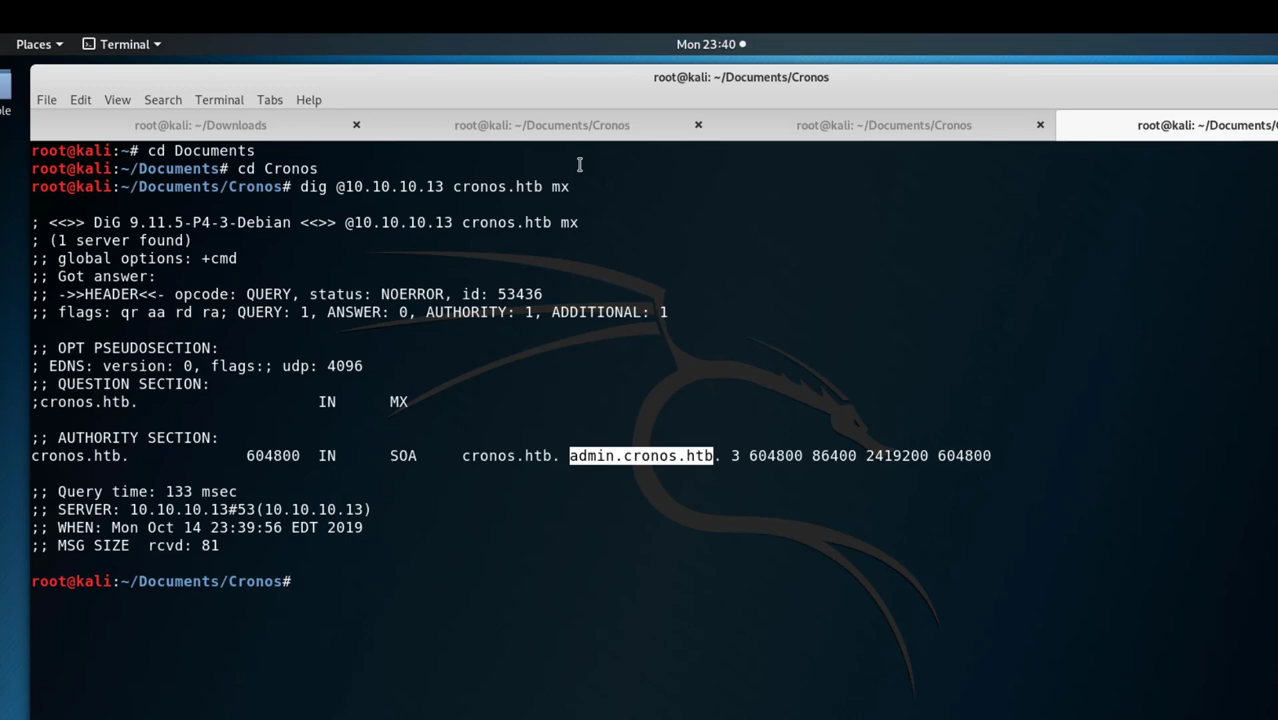 Places Terminal Mon 23:40
root@kali: ~/Documents/Cronos
File Edit View Search Terminal Tabs Help
root@kali: ~/Downloads root@kali: ~/Documents/Cronos root@kali: ~/Documents/Cronos root@kali: ~/Documents/
root@kali:~# cd Documents
root@kali:~/Documents# cd Cronos
root@kali:~/Documents/Cronos# dig @10.10.10.13 cronos.htb mx
; <<>> DiG 9.11.5-P4-3-Debian <<>> @10.10.10.13 cronos.htb mx
; (1 server found)
;; global options: +cmd
;; Got answer:
;; ->>HEADER<<- opcode: QUERY, status: NOERROR, id: 53436
;; flags: qr aa rd ra; QUERY: 1, ANSWER: 0, AUTHORITY: 1, ADDITIONAL: 1
;; OPT PSEUDOSECTION:
; EDNS: version: 0, flags:; udp: 4096
;; QUESTION SECTION:
;cronos.htb. IN MX
;; AUTHORITY SECTION:
cronos.htb. 604800 IN SOA cronos.htb. admin.cronos.htb. 3 604800 86400 2419200 604800
;; Query time: 133 msec
;; SERVER: 10.10.10.13#53(10.10.10.13)
;; WHEN: Mon Oct 14 23:39:56 EDT 2019
;; MSG SIZE rcvd: 81
root@kali:~/Documents/Cronos#